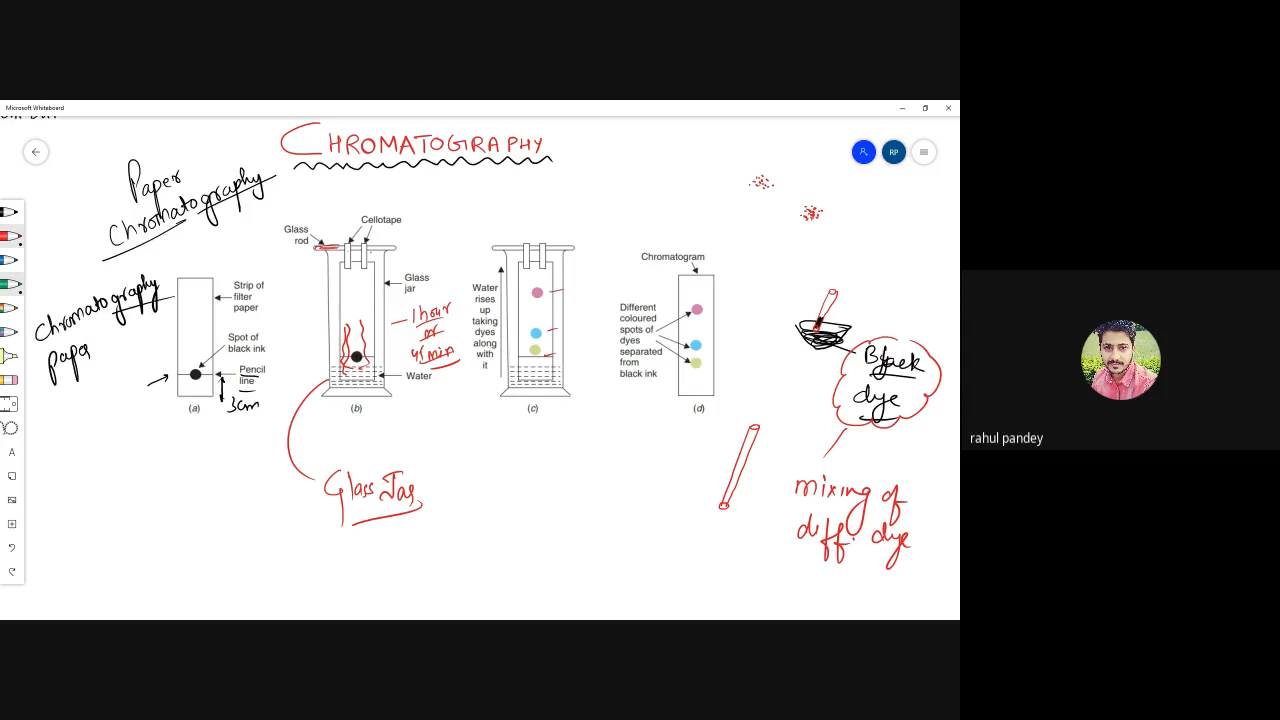 Microsoft Whiteboard
CHROMATOGRAPHY
RP
Paper
Chromatography
Cellotape
Glass
rod
Chromatogram
Chromatography
Paper
Strip of
filter
paper
Spot of
black ink
Pencil
line
3cm
(a)
Glass
jar
1 hour
or
45 min
Water
(b)
Glass Jar
Water
rises
up
taking
dyes
along
with
it
(c)
Different
coloured
spots of
dyes
separated
from
black ink
(d)
Black
dye
mixing of
diff. dye
rahul pandey
A